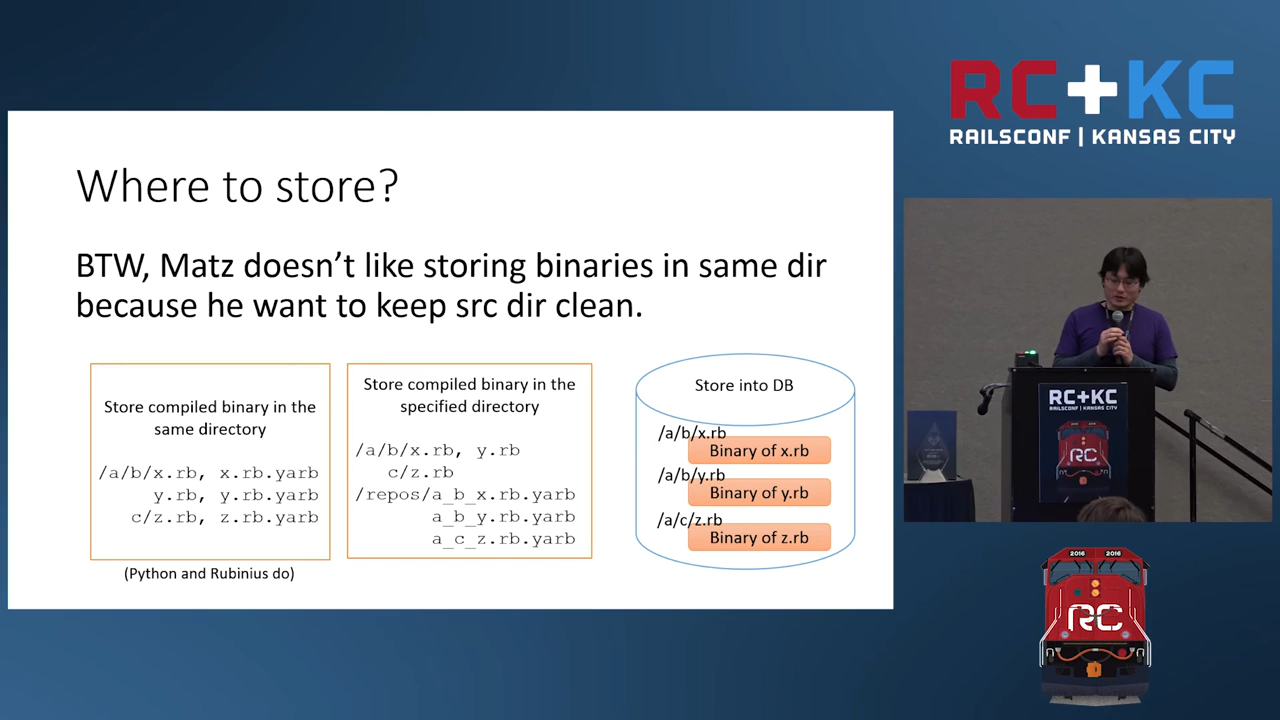 RC+KC
RAILSCONF | KANSAS CITY
Where to store?
BTW, Matz doesn't like storing binaries in same dir
because he want to keep src dir clean.
Store compiled binary in the
same directory
/a/b/x.rb, x.rb.yarb
y.rb, y.rb.yarb
c/z.rb, z.rb.yarb
(Python and Rubinius do)
Store compiled binary in the
specified directory
/a/b/x.rb, y.rb
c/z.rb
/repos/a_b_x.rb.yarb
a_b_y.rb.yarb
a_c_z.rb.yarb
Store into DB
/a/b/x.rb
Binary of x.rb
/a/b/y.rb
Binary of y.rb
/a/c/z.rb
Binary of z.rb
RC+KC
RAILSCONF | KANSAS CITY
RC
2016 2016
RC